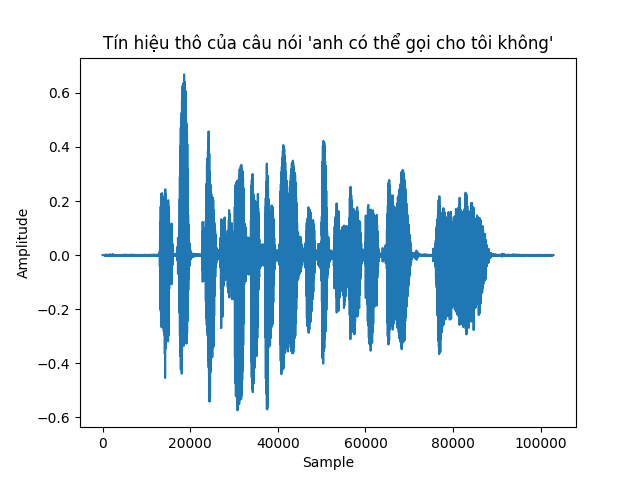 Tín hiệu thô của câu nói 'anh có thể gọi cho tôi không'
0.6
0.4
0.2
0.0
−0.2
−0.4
−0.6
Amplitude
0 20000 40000 60000 80000 100000
Sample